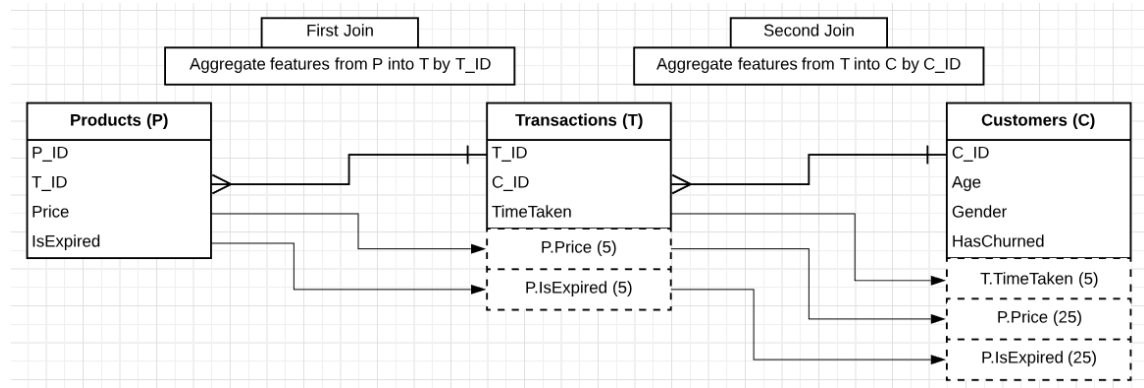 First Join
Aggregate features from P into T by T_ID
Second Join
Aggregate features from T into C by C_ID
Products (P)
P_ID
T_ID
Price
IsExpired
Transactions (T)
T_ID
C_ID
TimeTaken
P.Price (5)
P.IsExpired (5)
Customers (C)
C_ID
Age
Gender
HasChurned
T.TimeTaken (5)
P.Price (25)
P.IsExpired (25)